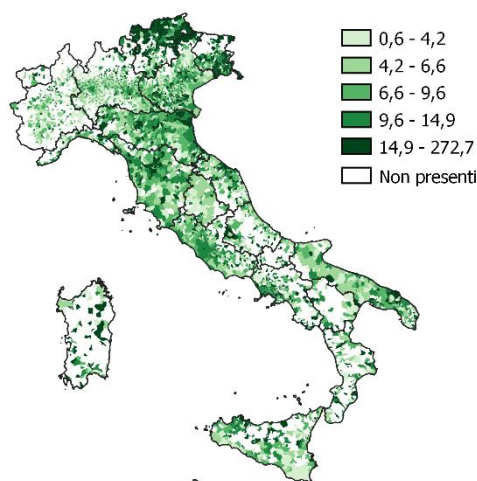 0,6 - 4,2
4,2 - 6,6
6,6 - 9,6
9,6 - 14,9
14,9 - 272,7
Non presenti